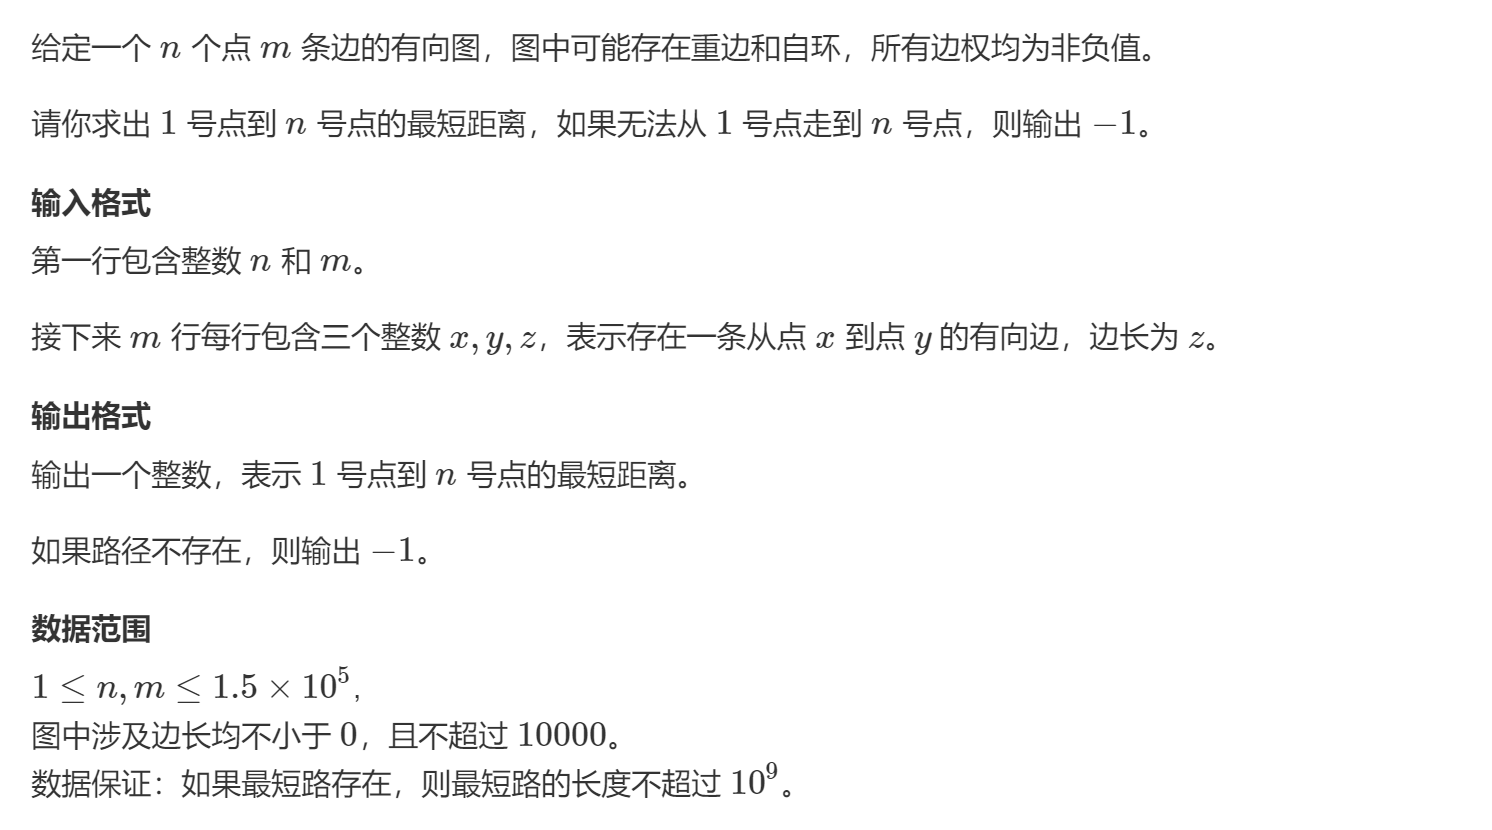 给定一个 n 个点 m 条边的有向图，图中可能存在重边和自环，所有边权均为非负值。
请你求出 1 号点到 n 号点的最短距离，如果无法从 1 号点走到 n 号点，则输出 −1。
输入格式
第一行包含整数 n 和 m。
接下来 m 行每行包含三个整数 x, y, z，表示存在一条从点 x 到点 y 的有向边，边长为 z。
输出格式
输出一个整数，表示 1 号点到 n 号点的最短距离。
如果路径不存在，则输出 −1。
数据范围
1 ≤ n, m ≤ 1.5 × 10⁵,
图中涉及边长均不小于 0，且不超过 10000。
数据保证：如果最短路存在，则最短路的长度不超过 10⁹。